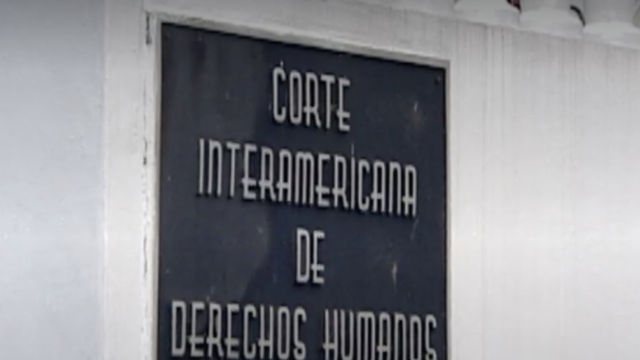 CORTE
INTERAMERICANA
DE
DERECHOS HUMANOS